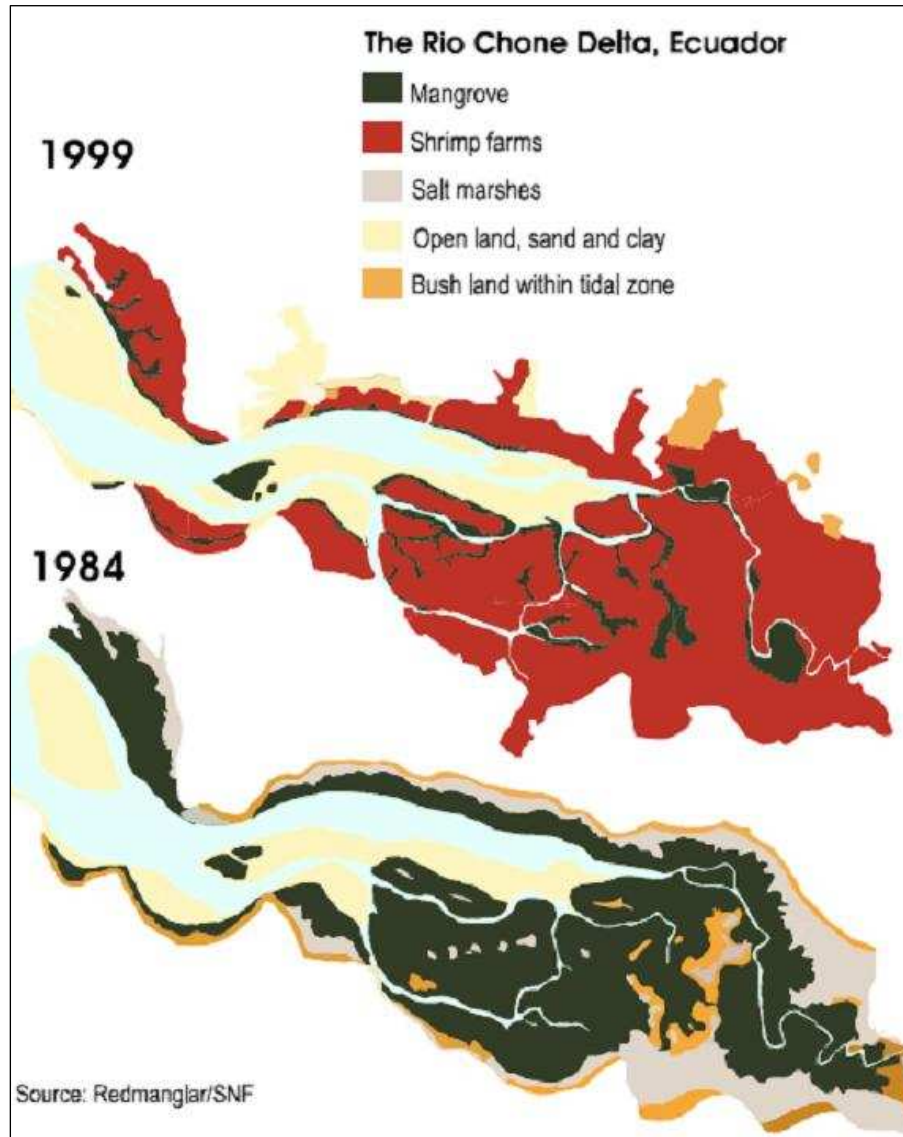 The Rio Chone Delta, Ecuador
Mangrove
Shrimp farms
Salt marshes
Open land, sand and clay
Bush land within tidal zone
1999
1984
Source: Redmanglar/SNF